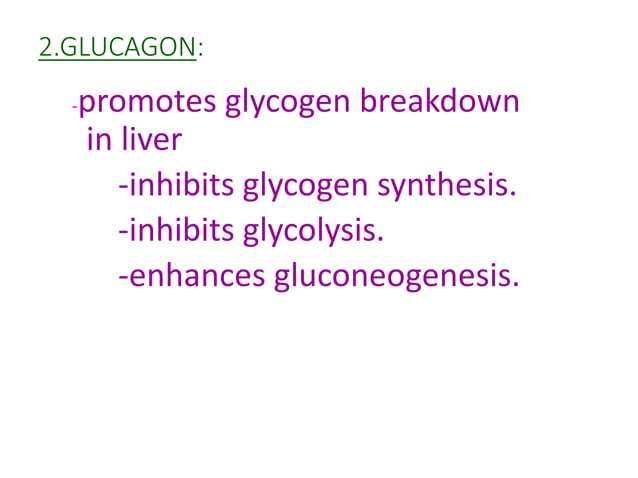 2.GLUCAGON:
-promotes glycogen breakdown
in liver
-inhibits glycogen synthesis.
-inhibits glycolysis.
-enhances gluconeogenesis.